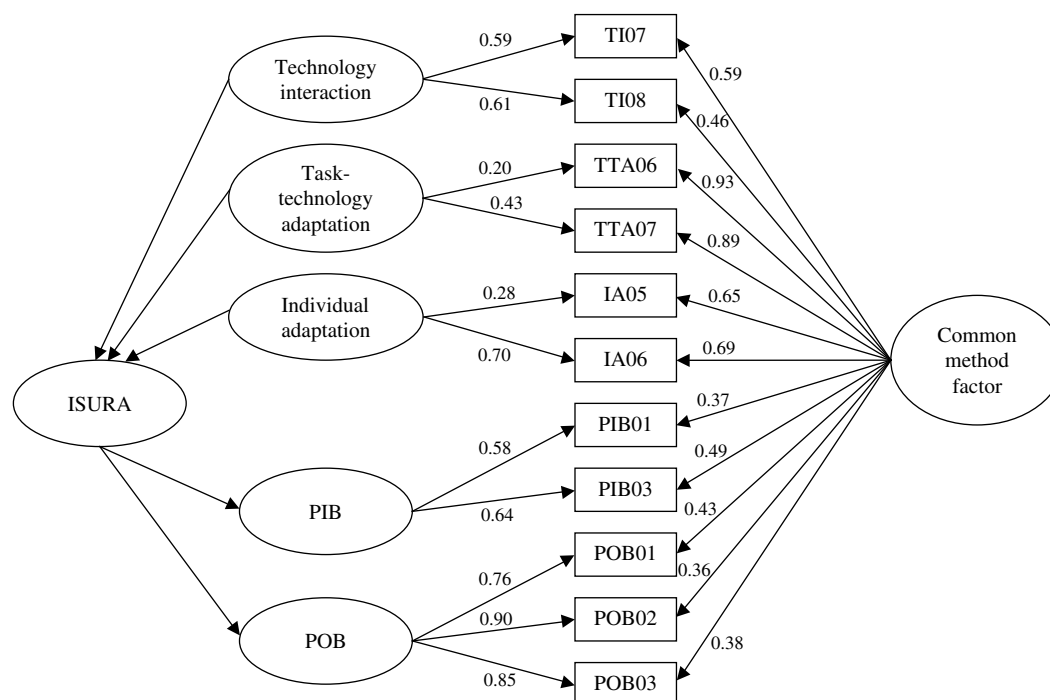 TI07
0.59
Technology
interaction
0.59
0.61
TI08
0.46
TTA06
0.20
0.93
Task-
technology
adaptation
0.43
TTA07
0.89
IA05
0.28
0.65
Individual
adaptation
0.70
IA06
0.69
Common
method
factor
ISURA
PIB01
0.37
0.58
0.49
PIB03
PIB
0.64
0.43
POB01
0.36
0.76
POB02
0.90
POB
0.38
0.85
POB03